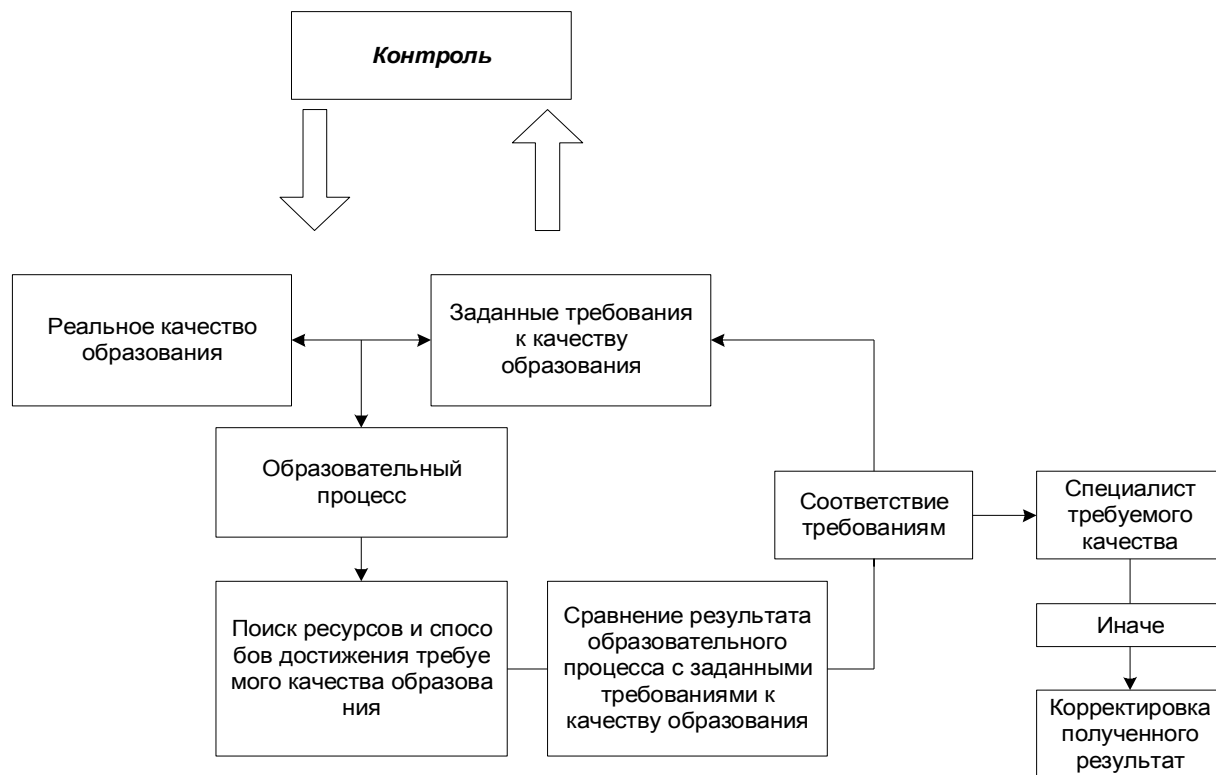 Контроль
Реальное качество
образования
Заданные требования
к качеству
образования
Образовательный
процесс
Соответствие
требованиям
Специалист
требуемого
качества
Поиск ресурсов и спосо
бов достижения требуе
мого качества образова
ния
Сравнение результата
образовательного
процесса с заданными
требованиями к
качеству образования
Иначе
Корректировка
полученного
результат